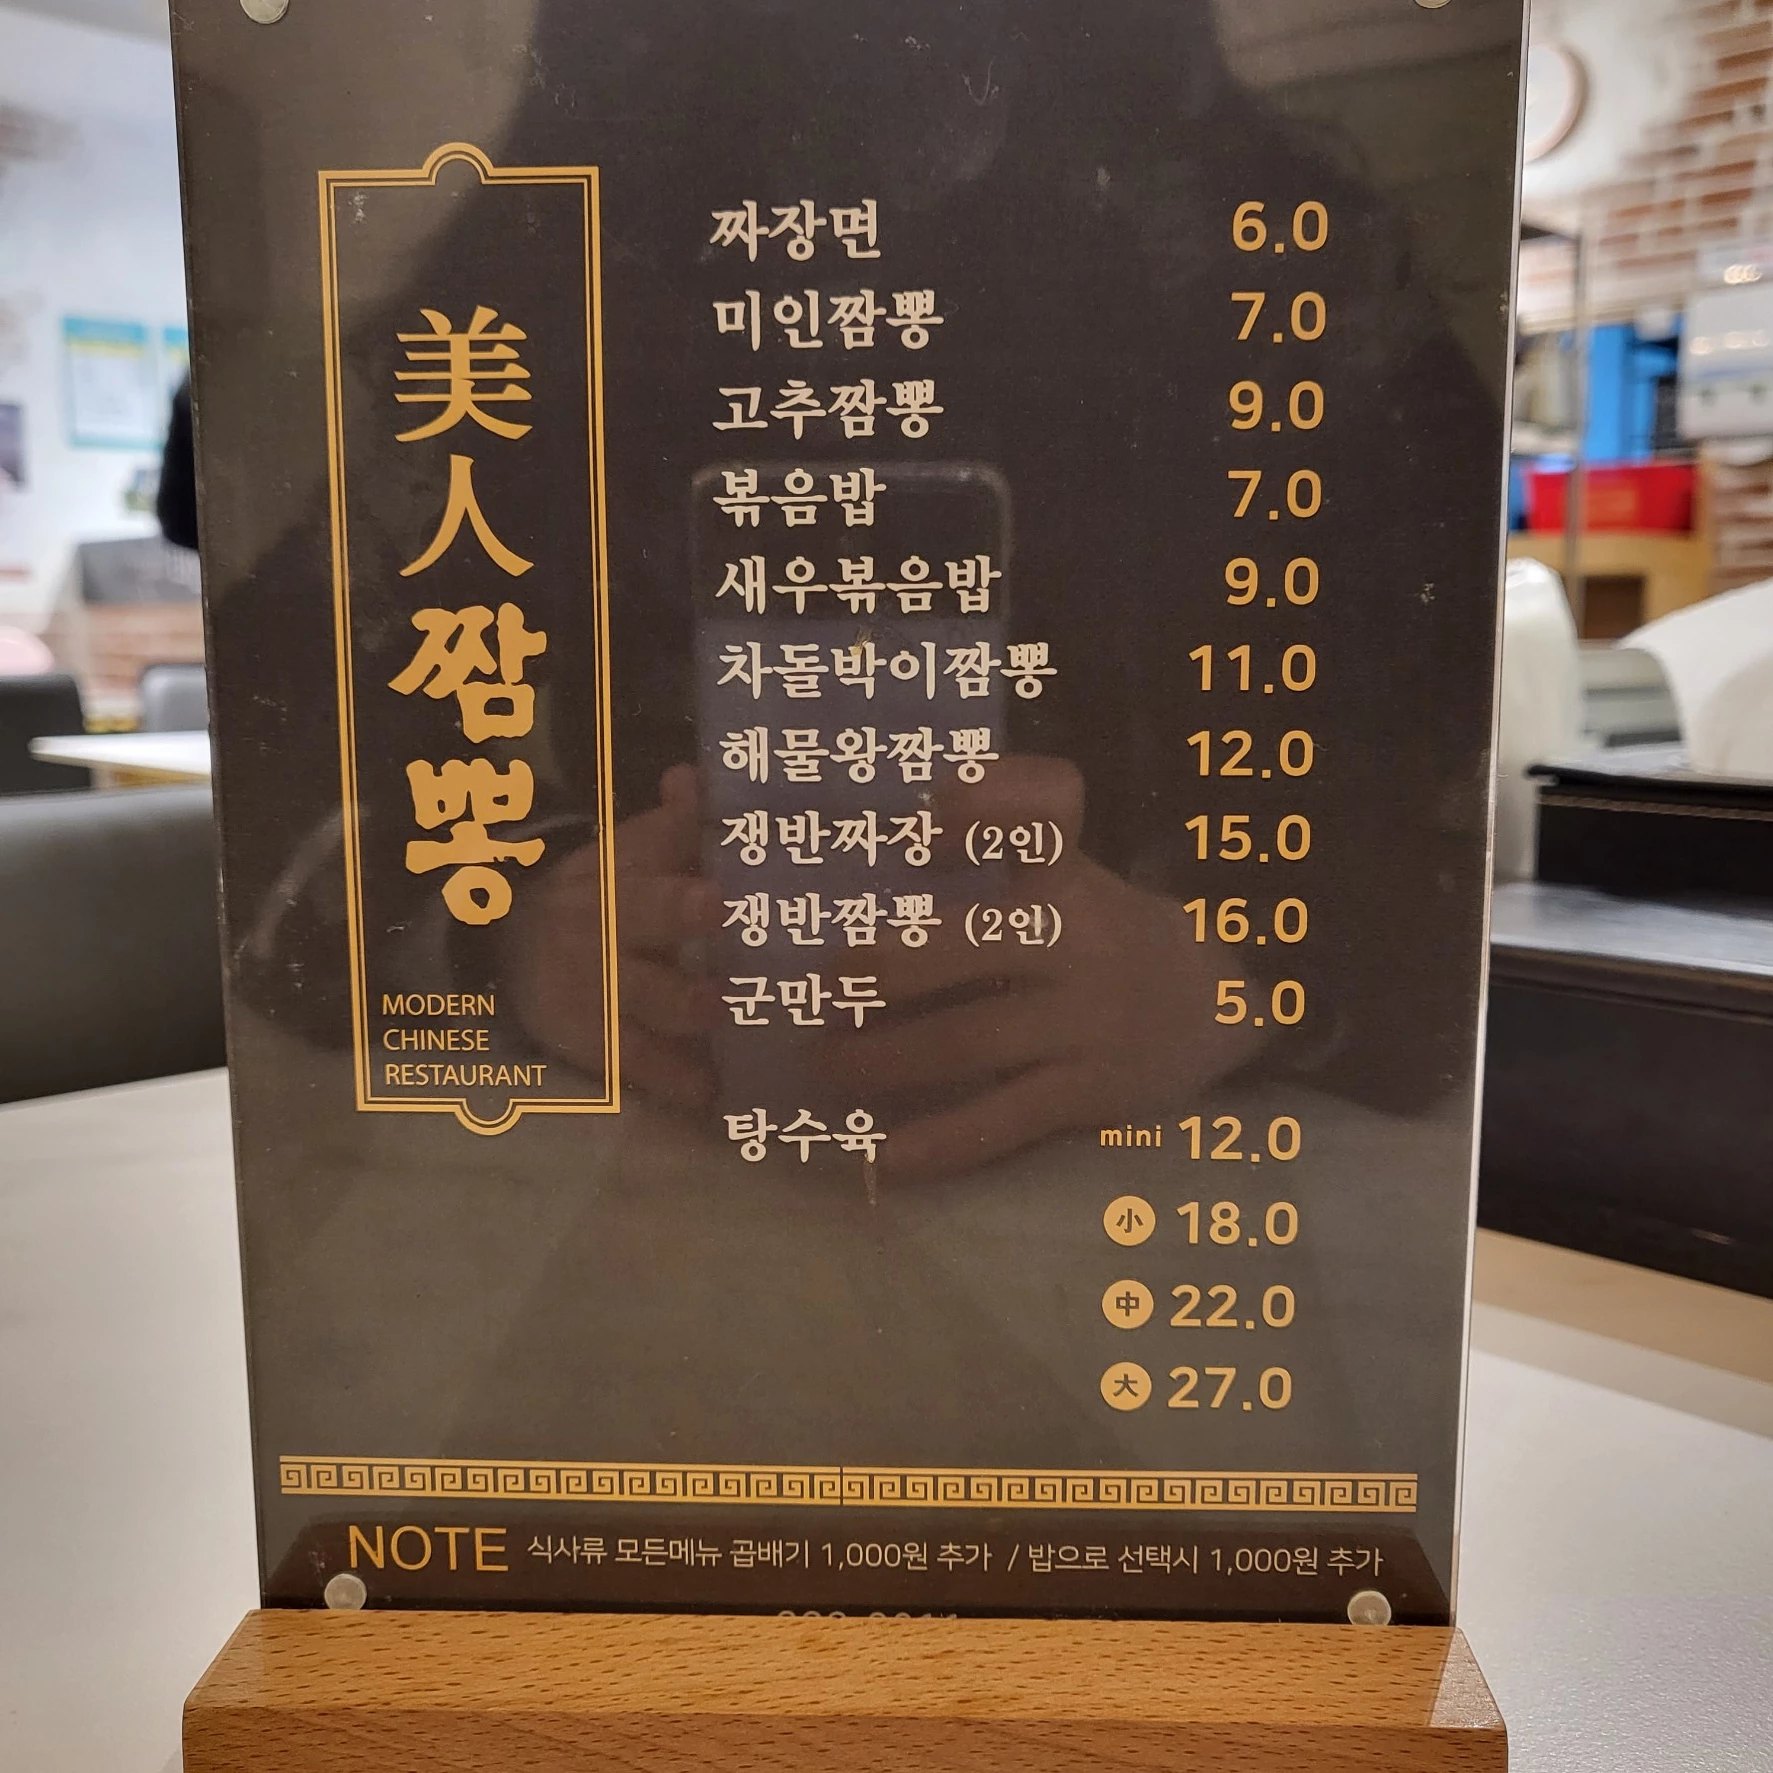 美人짬뽕
MODERN
CHINESE
RESTAURANT
짜장면 6.0
미인짬뽕 7.0
고추짬뽕 9.0
볶음밥 7.0
새우볶음밥 9.0
차돌박이짬뽕 11.0
해물왕짬뽕 12.0
쟁반짜장 (2인) 15.0
쟁반짬뽕 (2인) 16.0
군만두 5.0
탕수육 mini 12.0
小 18.0
中 22.0
大 27.0
NOTE 식사류 모든메뉴 곱배기 1,000원 추가 / 밥으로 선택시 1,000원 추가